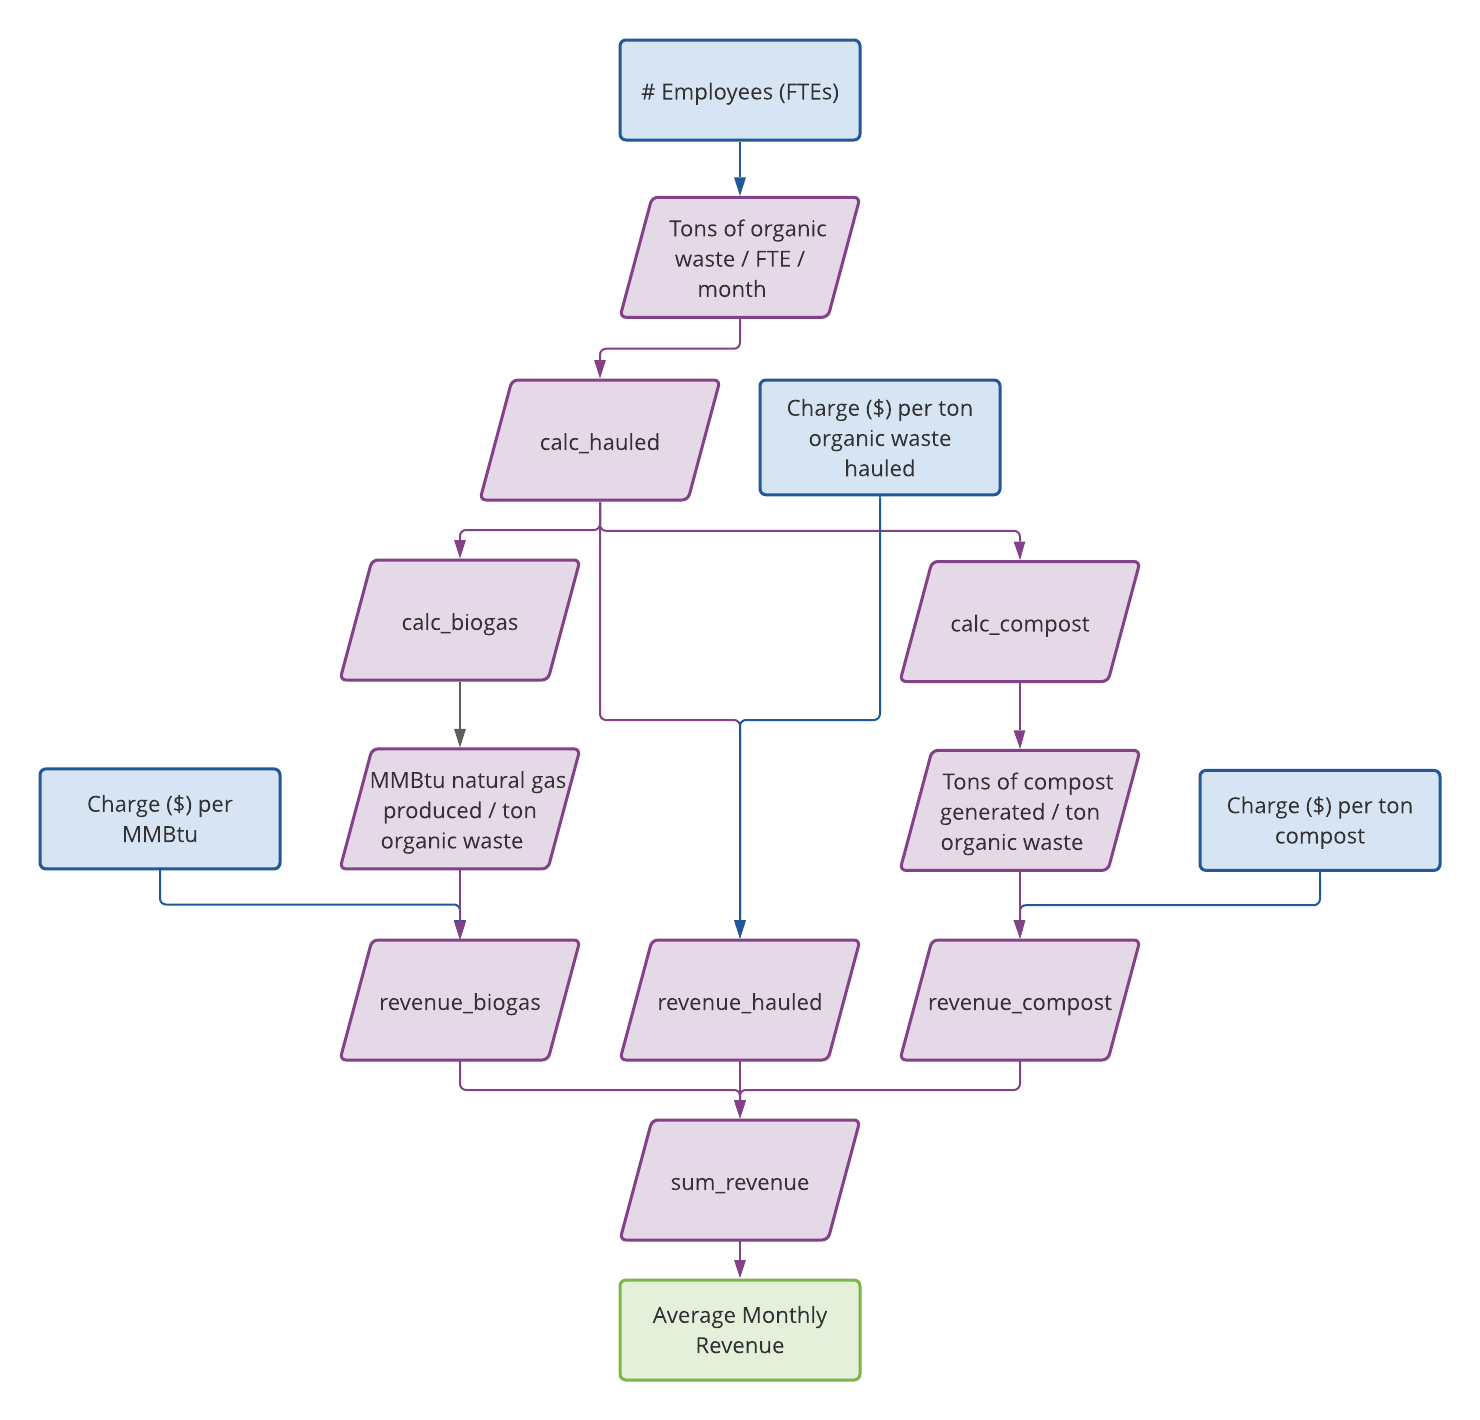 # Employees (FTEs)
Tons of organic
waste / FTE /
month
calc_hauled
Charge ($) per ton
organic waste
hauled
calc_biogas
calc_compost
Charge ($) per
MMBtu
MMBtu natural gas
produced / ton
organic waste
Tons of compost
generated / ton
organic waste
Charge ($) per ton
compost
revenue_biogas
revenue_hauled
revenue_compost
sum_revenue
Average Monthly
Revenue